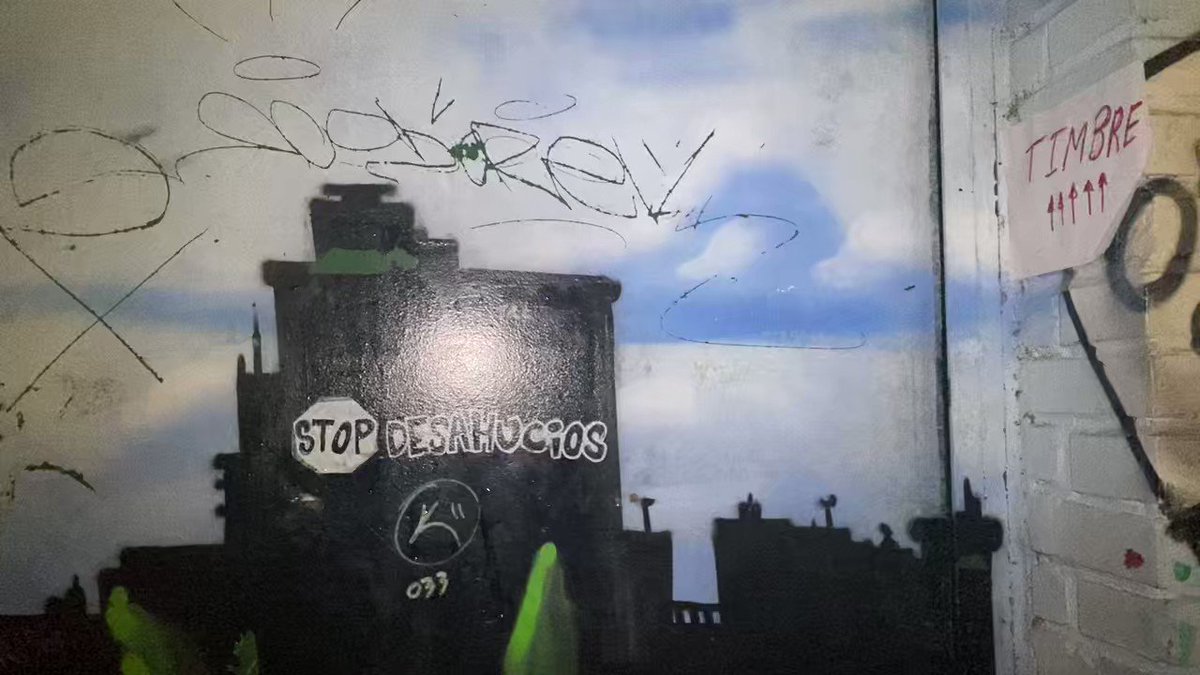 TIMBRE
STOP DESAHUCiOS
K"
033